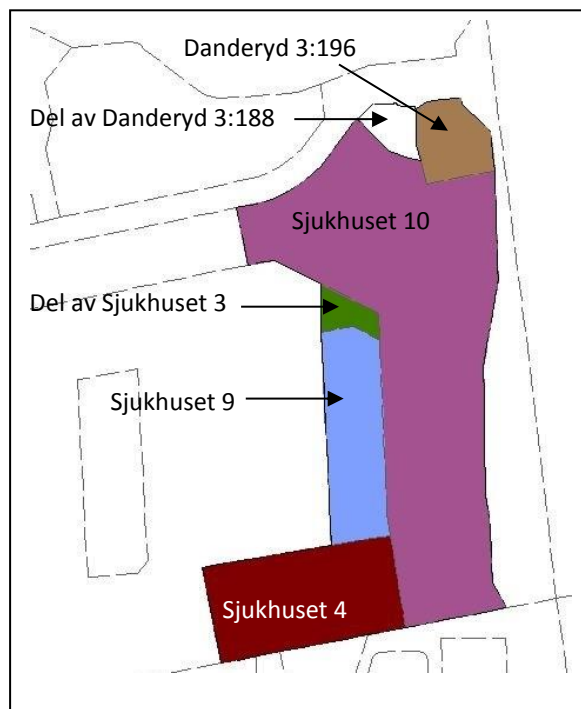 Danderyd 3:196
Del av Danderyd 3:188
Sjukhuset 10
Del av Sjukhuset 3
Sjukhuset 9
Sjukhuset 4